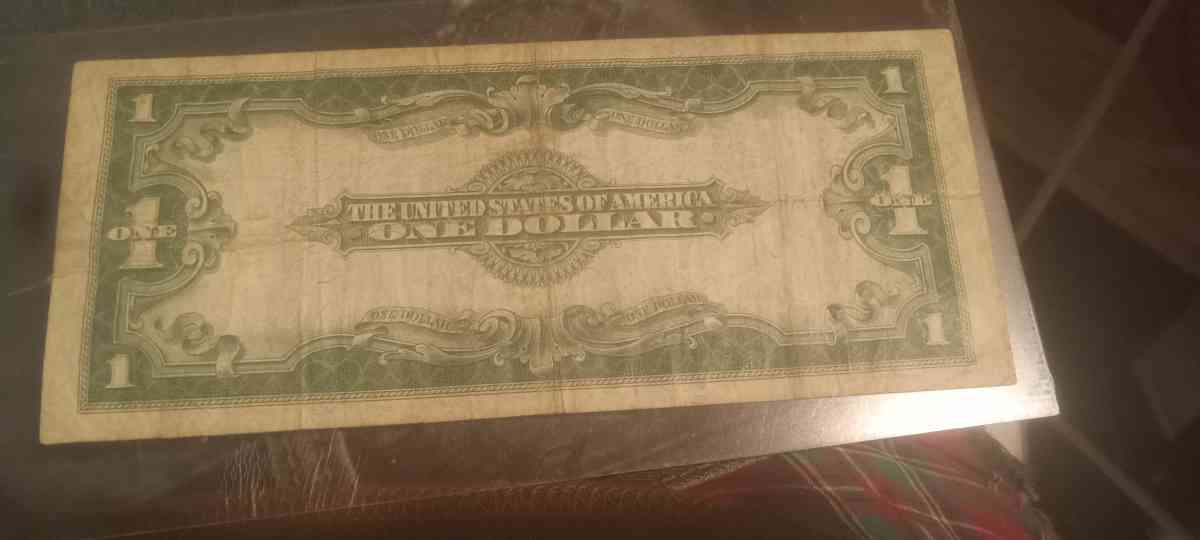 1 1
ONE DOLLAR ONE DOLLAR
THE UNITED STATES OF AMERICA
ONE DOLLAR
1 ONE 1 ONE
ONE DOLLAR ONE DOLLAR
1 1